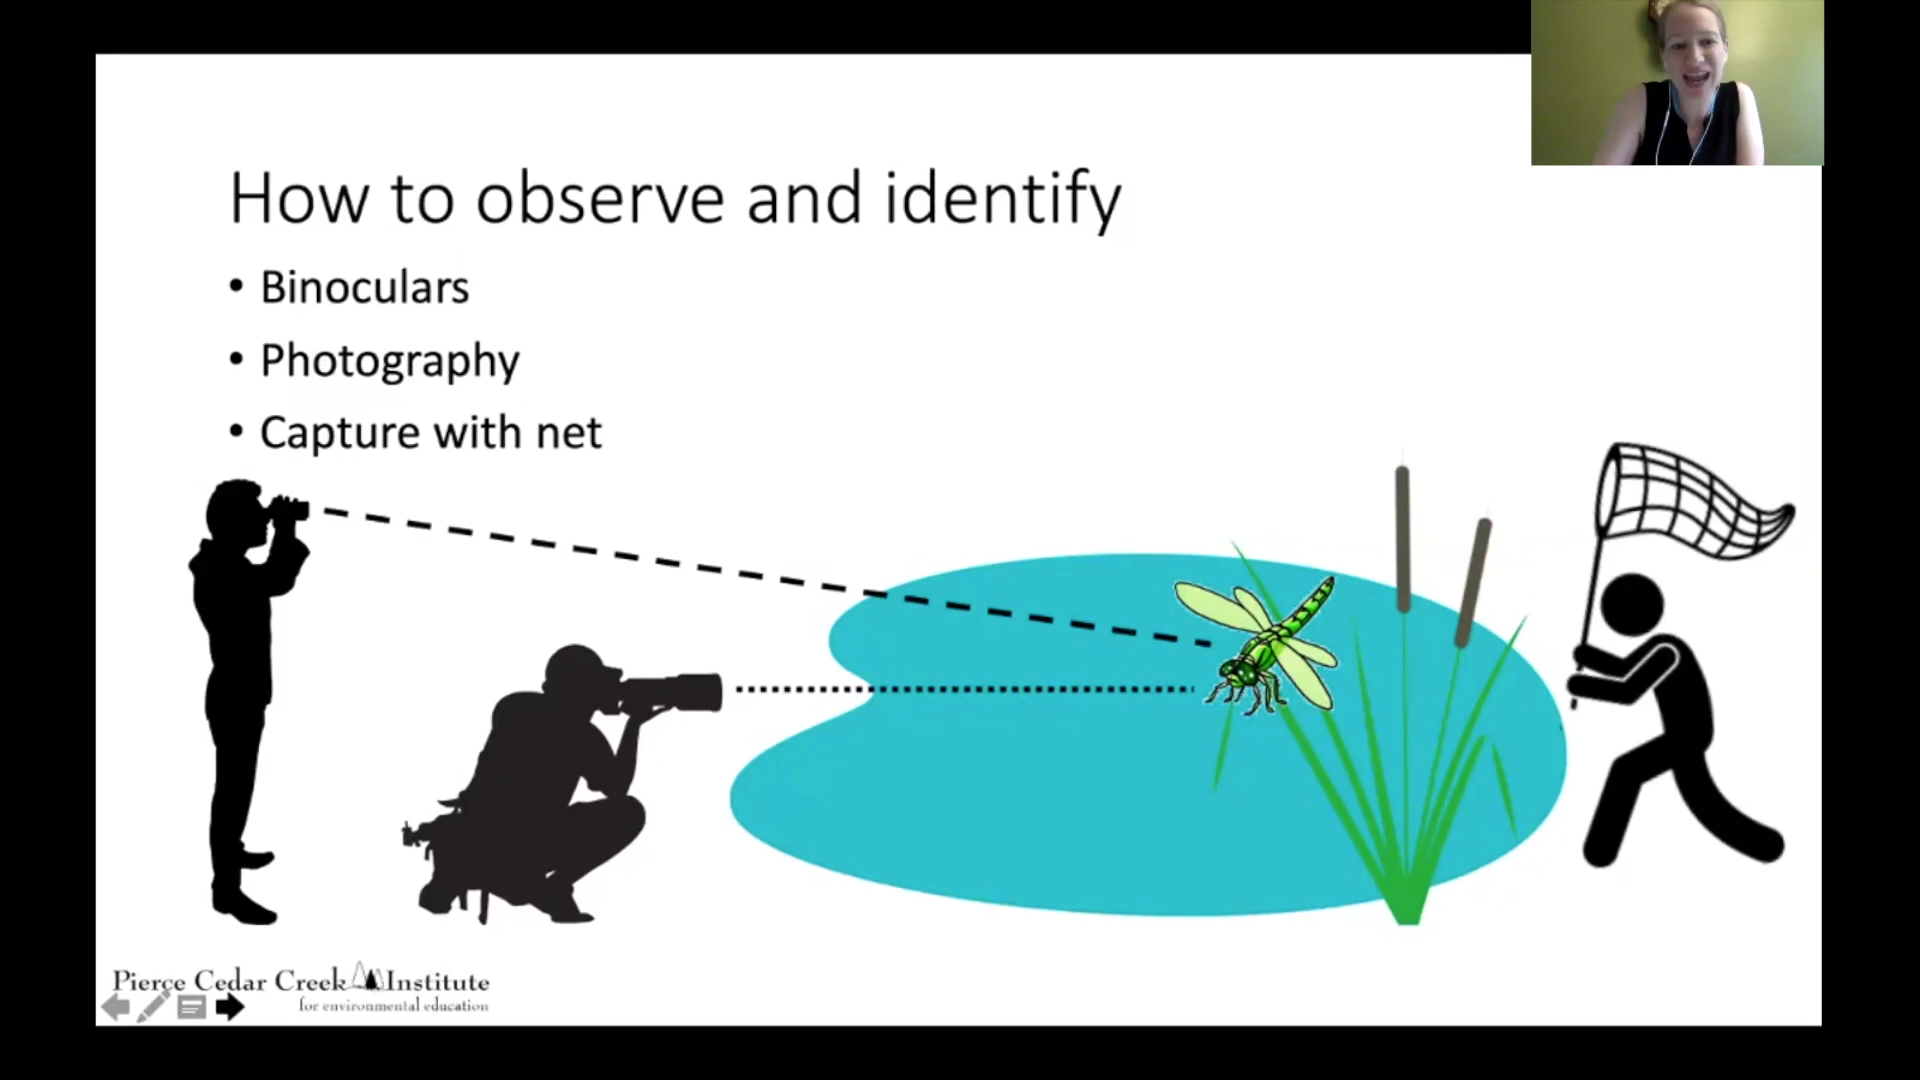 How to observe and identify
• Binoculars
• Photography
• Capture with net
Pierce Cedar Creek Institute
for environmental education